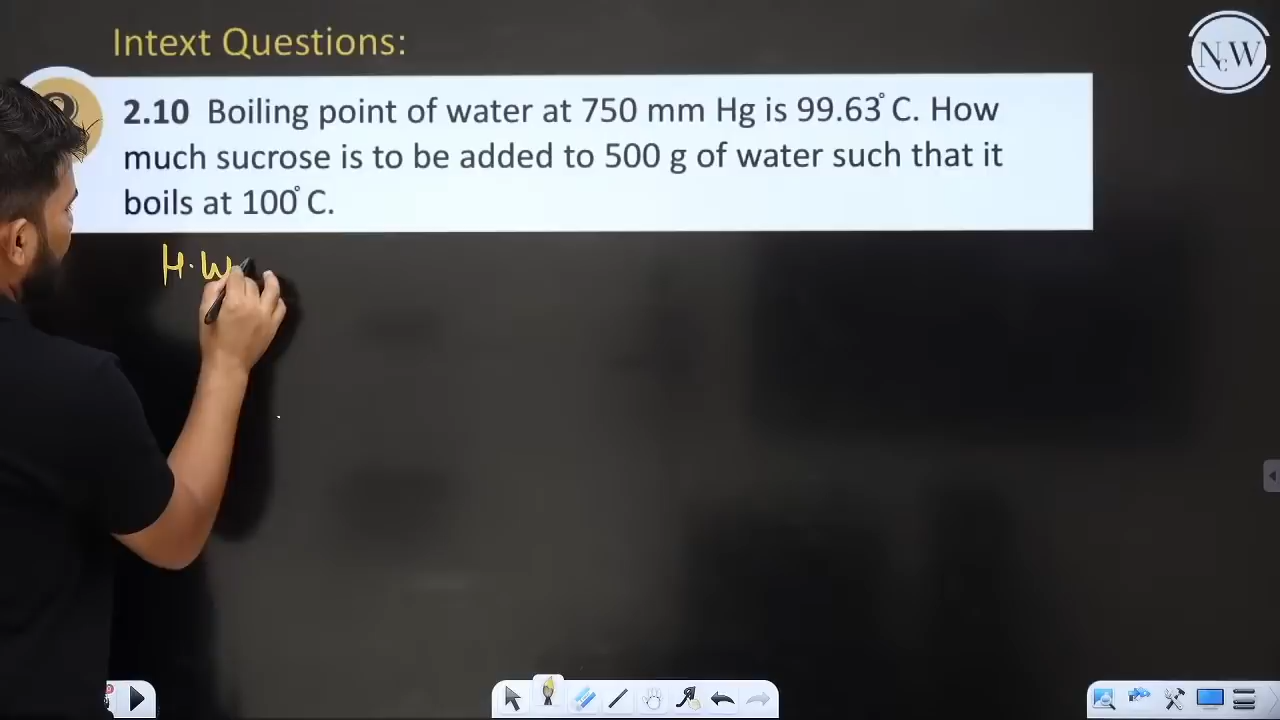 Intext Questions:
NcW
2.10 Boiling point of water at 750 mm Hg is 99.63°C. How
much sucrose is to be added to 500 g of water such that it
boils at 100°C.
H.W